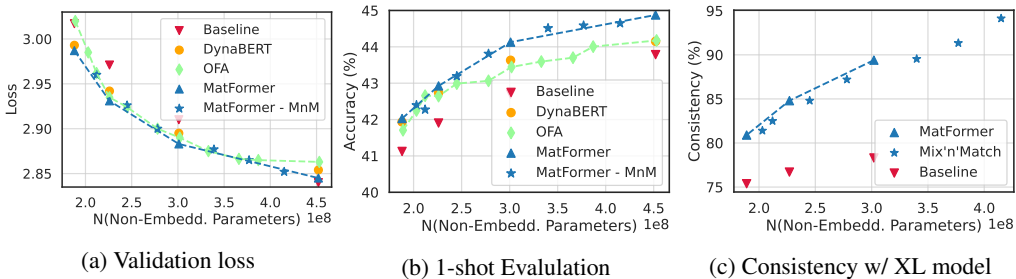 3.00
2.95
2.90
2.85
Loss
Baseline
DynaBERT
OFA
MatFormer
MatFormer - MnM
2.0 2.5 3.0 3.5 4.0 4.5
N(Non-Embedd. Parameters) 1e8
(a) Validation loss
45
44
43
42
41
40
Accuracy (%)
Baseline
DynaBERT
OFA
MatFormer
MatFormer - MnM
2.0 2.5 3.0 3.5 4.0 4.5
N(Non-Embedd. Parameters) 1e8
(b) 1-shot Evalulation
95
90
85
80
75
Consistency (%)
MatFormer
Mix'n'Match
Baseline
2.0 2.5 3.0 3.5 4.0
N(Non-Embedd. Parameters) 1e8
(c) Consistency w/ XL model